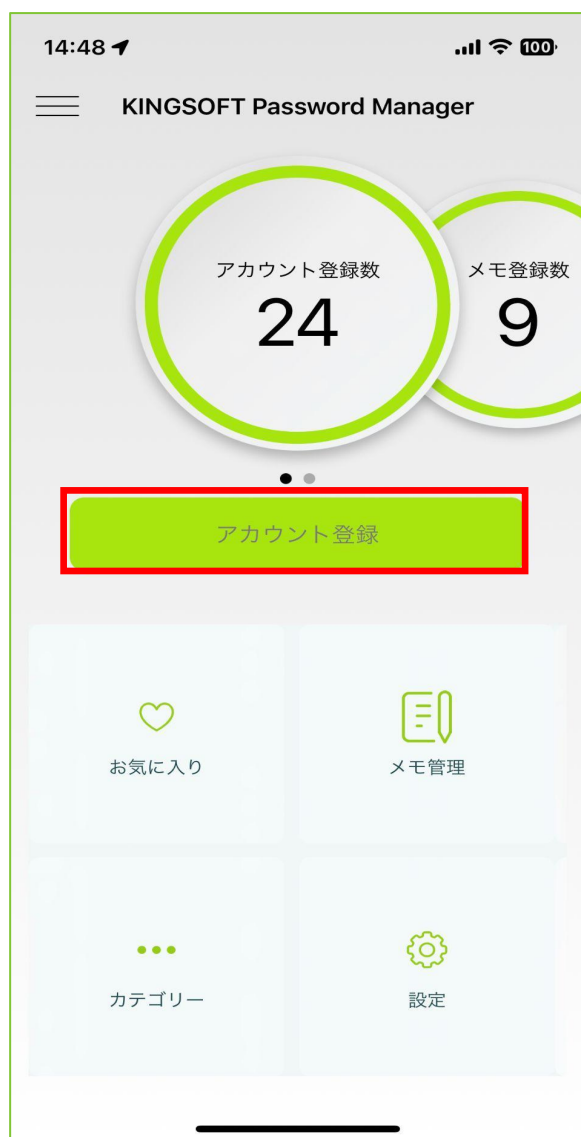 14:48
100
KINGSOFT Password Manager
アカウント登録数
24
メモ登録数
9
アカウント登録
お気に入り
メモ管理
カテゴリー
設定